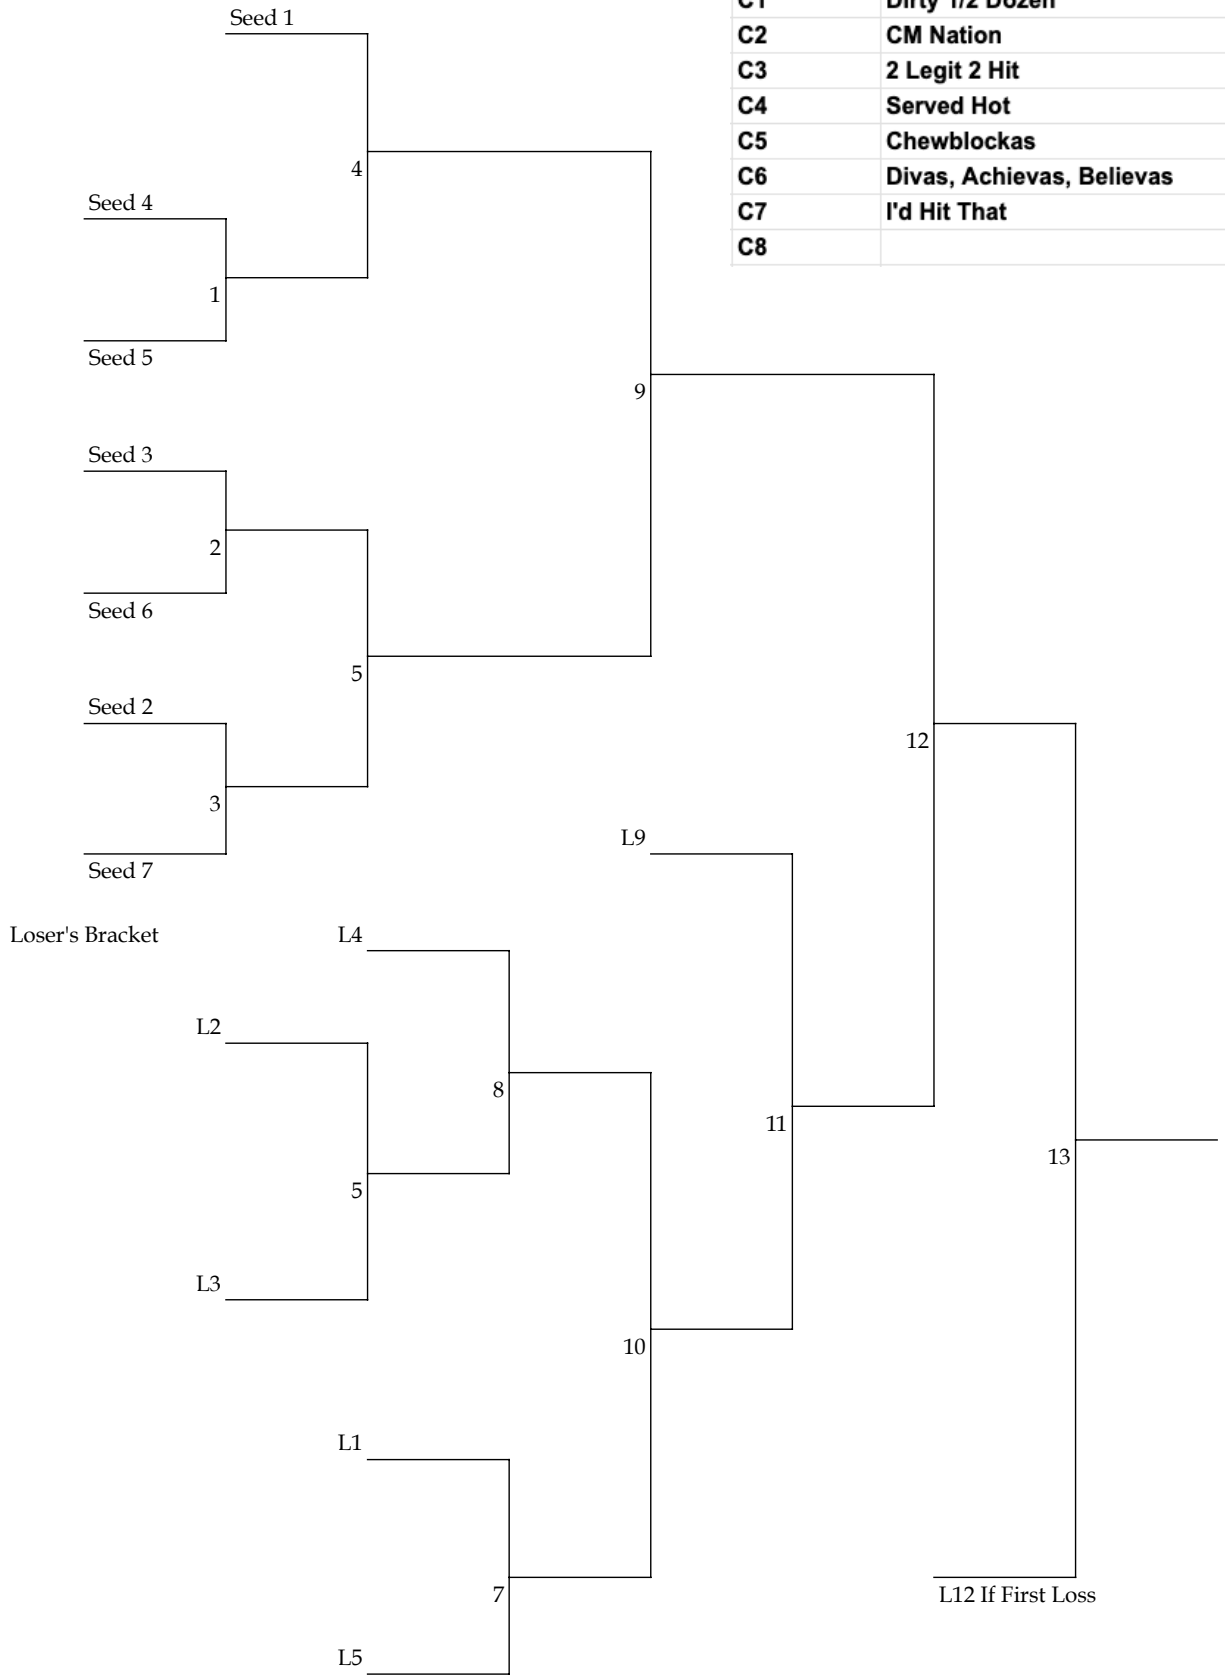 Seed 1
C1 Dirty 1/2 Dozen
C2 CM Nation
C3 2 Legit 2 Hit
C4 Served Hot
C5 Chewblockas
C6 Divas, Achievas, Believas
C7 I'd Hit That
C8
4
Seed 4
1
Seed 5
9
Seed 3
2
Seed 6
5
Seed 2
12
3
L9
Seed 7
Loser's Bracket
L4
L2
8
11
13
5
L3
10
L1
7
L12 If First Loss
L5